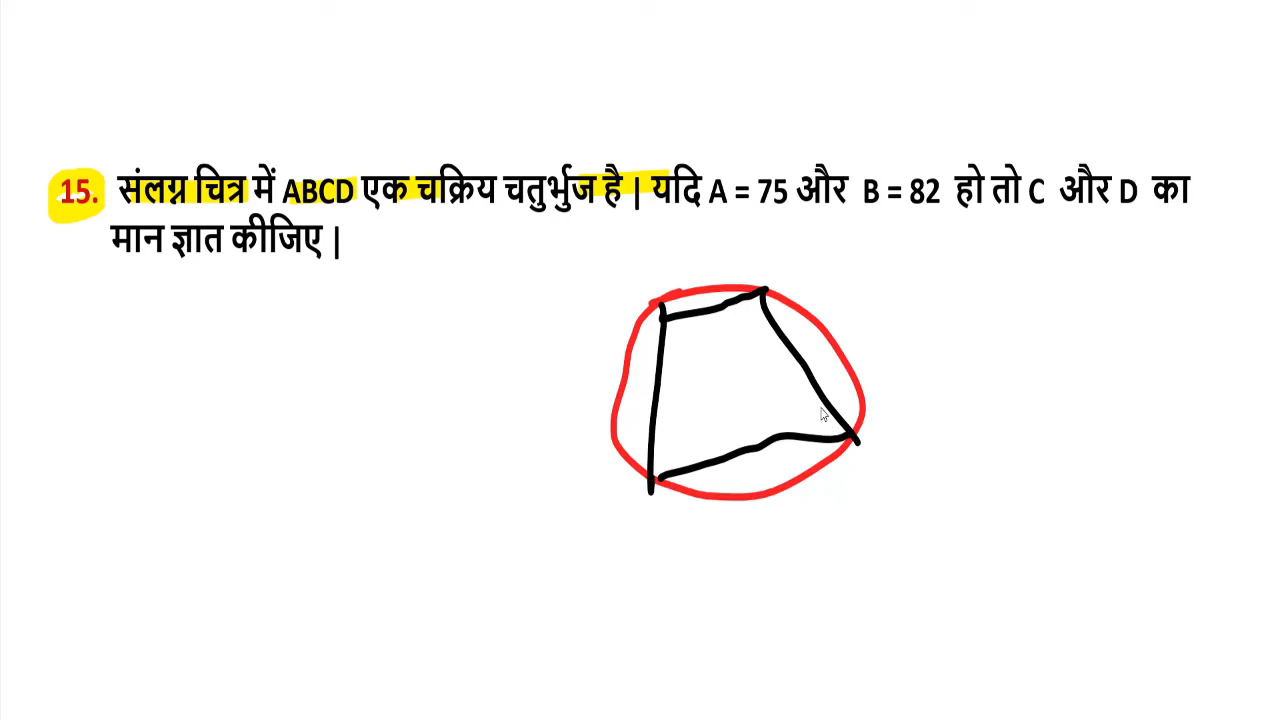 15. संलग्न चित्र में ABCD एक चक्रिय चतुर्भुज है | यदि A = 75 और B = 82 हो तो C और D का
मान ज्ञात कीजिए |